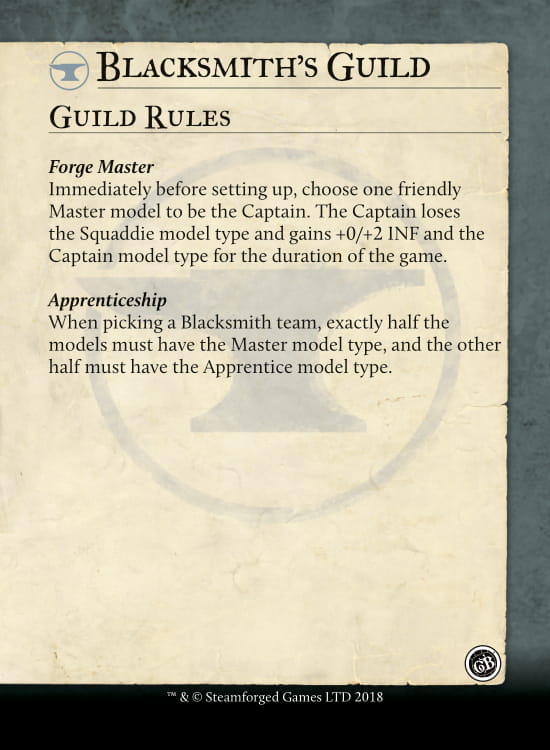 Blacksmith's Guild
Guild Rules
Forge Master
Immediately before setting up, choose one friendly
Master model to be the Captain. The Captain loses
the Squaddie model type and gains +0/+2 INF and the
Captain model type for the duration of the game.
Apprenticeship
When picking a Blacksmith team, exactly half the
models must have the Master model type, and the other
half must have the Apprentice model type.
GB
™ & © Steamforged Games LTD 2018